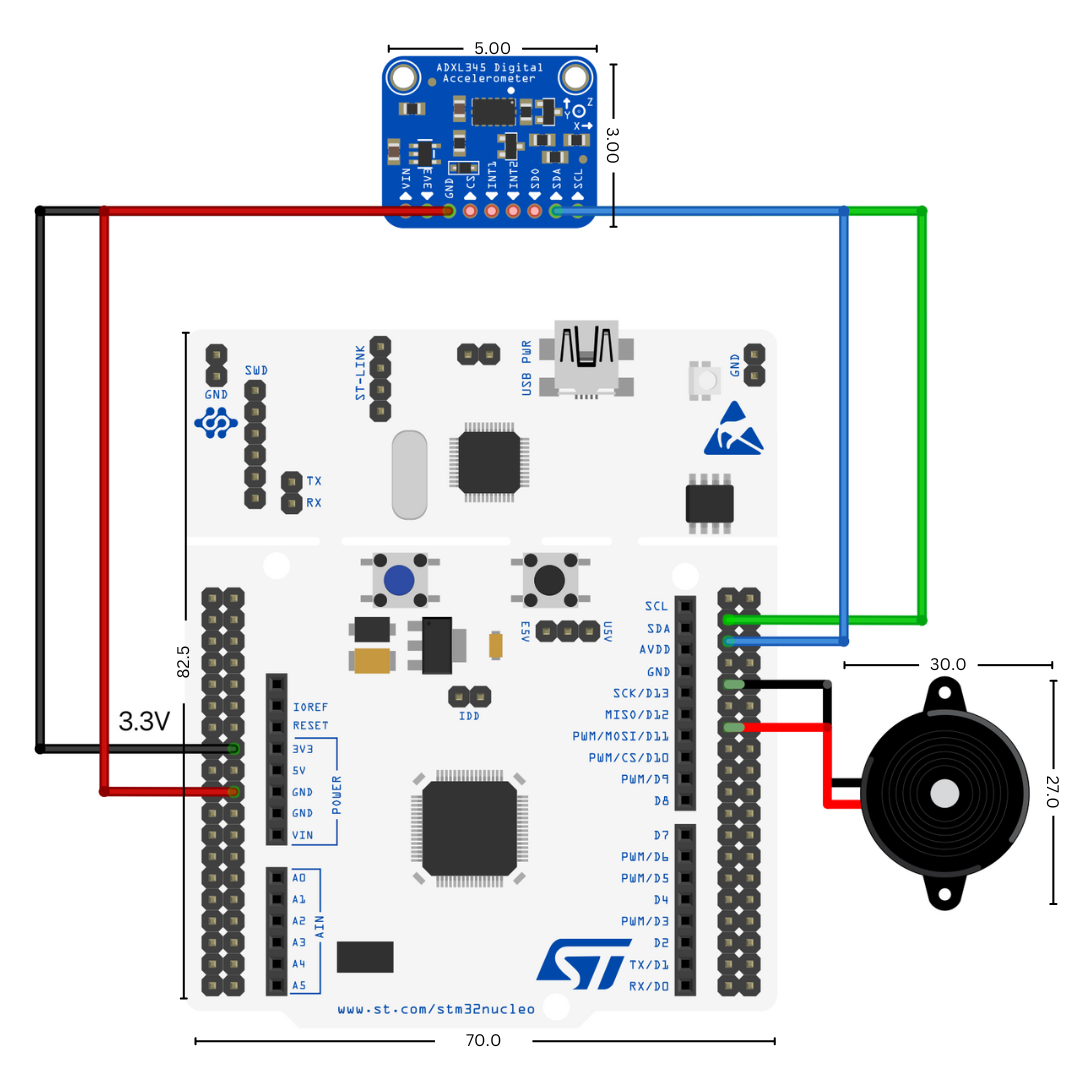 5.00
ADXL345 Digital
Accelerometer
Z
Y
X
3.00
VIN
3V3
GND
CS
INT1
INT2
SDO
SDA
SCL
GND
SWD
ST-LINK
USB PWR
GND
TX
RX
E5V
U5V
IDD
82.5
3.3V
IOREF
RESET
3V3
5V
GND
GND
VIN
POWER
A0
A1
A2
A3
A4
A5
AIN
SCL
SDA
AVDD
GND
SCK/D13
MISO/D12
PWM/MOSI/D11
PWM/CS/D10
PWM/D9
D8
D7
PWM/D6
PWM/D5
D4
PWM/D3
D2
TX/D1
RX/D0
30.0
27.0
ST
www.st.com/stm32nucleo
70.0